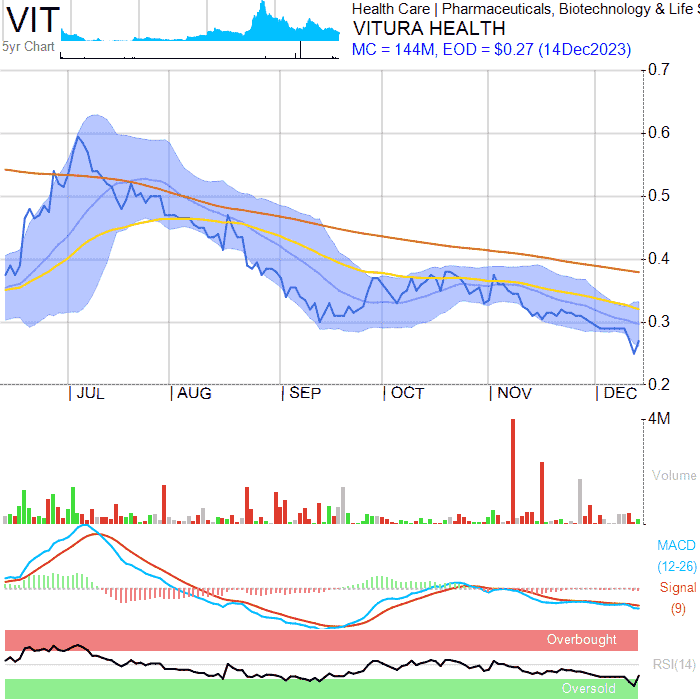 VIT
5yr Chart
Health Care | Pharmaceuticals, Biotechnology & Life S
VITURA HEALTH
MC = 144M, EOD = $0.27 (14Dec2023)
0.7
0.6
0.5
0.4
0.3
0.2
| JUL | AUG | SEP | OCT | NOV | DEC
4M
Volume
MACD
(12-26)
Signal
(9)
Overbought
RSI(14)
Oversold